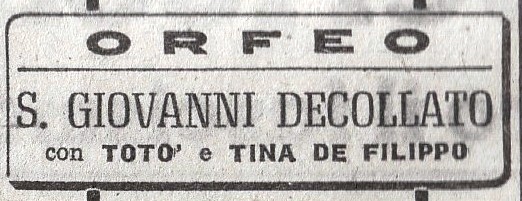 ORFEO
S. GIOVANNI DECOLLATO
con TOTO' e TINA DE FILIPPO